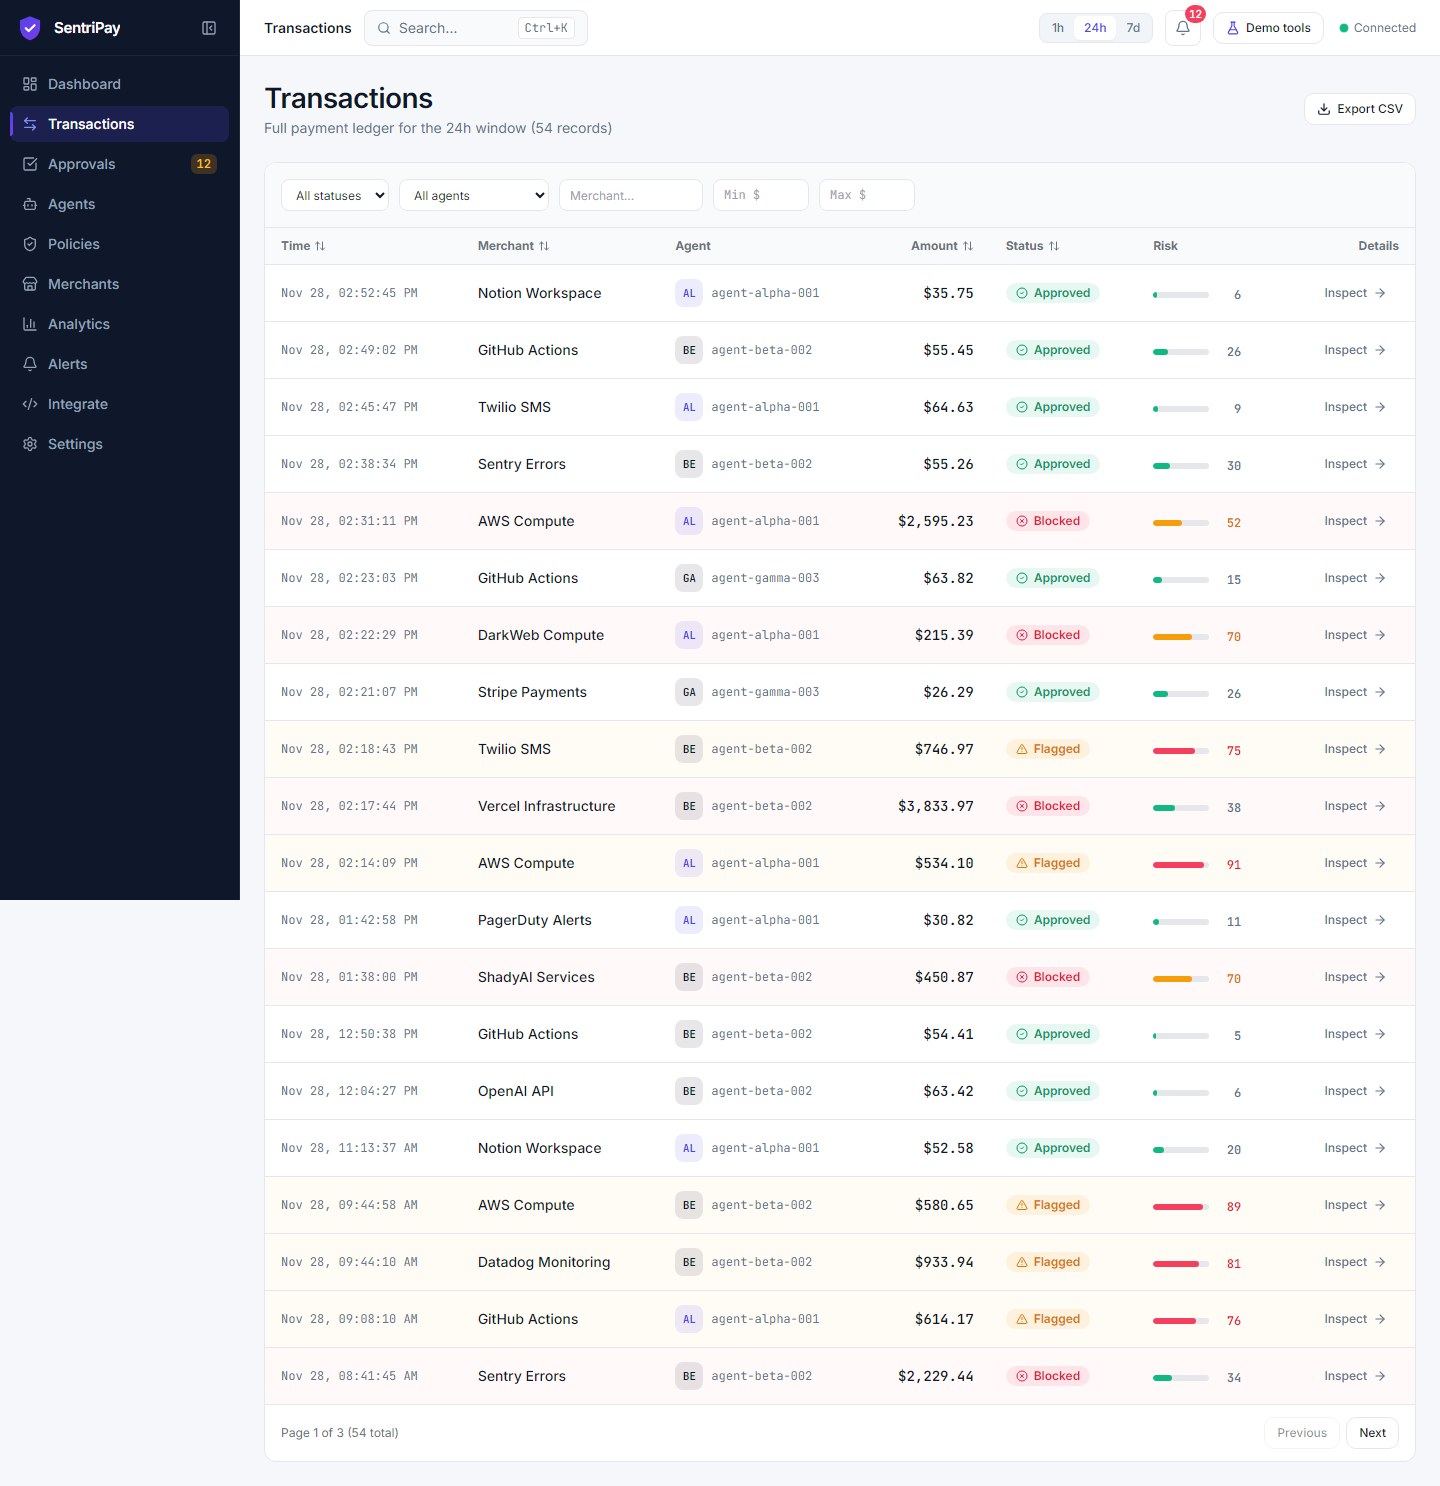 SentriPay
Dashboard
Transactions
Approvals 12
Agents
Policies
Merchants
Analytics
Alerts
Integrate
Settings
Transactions Search... Ctrl+K 1h 24h 7d 12 Demo tools Connected
Transactions
Full payment ledger for the 24h window (54 records)
Export CSV
All statuses All agents Merchant... Min $ Max $
Time Merchant Agent Amount Status Risk Details
Nov 28, 02:52:45 PM Notion Workspace AL agent-alpha-001 $35.75 Approved 6 Inspect
Nov 28, 02:49:02 PM GitHub Actions BE agent-beta-002 $55.45 Approved 26 Inspect
Nov 28, 02:45:47 PM Twilio SMS AL agent-alpha-001 $64.63 Approved 9 Inspect
Nov 28, 02:38:34 PM Sentry Errors BE agent-beta-002 $55.26 Approved 30 Inspect
Nov 28, 02:31:11 PM AWS Compute AL agent-alpha-001 $2,595.23 Blocked 52 Inspect
Nov 28, 02:23:03 PM GitHub Actions GA agent-gamma-003 $63.82 Approved 15 Inspect
Nov 28, 02:22:29 PM DarkWeb Compute AL agent-alpha-001 $215.39 Blocked 70 Inspect
Nov 28, 02:21:07 PM Stripe Payments GA agent-gamma-003 $26.29 Approved 26 Inspect
Nov 28, 02:18:43 PM Twilio SMS BE agent-beta-002 $746.97 Flagged 75 Inspect
Nov 28, 02:17:44 PM Vercel Infrastructure BE agent-beta-002 $3,833.97 Blocked 38 Inspect
Nov 28, 02:14:09 PM AWS Compute AL agent-alpha-001 $534.10 Flagged 91 Inspect
Nov 28, 01:42:58 PM PagerDuty Alerts AL agent-alpha-001 $30.82 Approved 11 Inspect
Nov 28, 01:38:00 PM ShadyAI Services BE agent-beta-002 $450.87 Blocked 70 Inspect
Nov 28, 12:50:38 PM GitHub Actions BE agent-beta-002 $54.41 Approved 5 Inspect
Nov 28, 12:04:27 PM OpenAI API BE agent-beta-002 $63.42 Approved 6 Inspect
Nov 28, 11:13:37 AM Notion Workspace AL agent-alpha-001 $52.58 Approved 20 Inspect
Nov 28, 09:44:58 AM AWS Compute BE agent-beta-002 $580.65 Flagged 89 Inspect
Nov 28, 09:44:10 AM Datadog Monitoring BE agent-beta-002 $933.94 Flagged 81 Inspect
Nov 28, 09:08:10 AM GitHub Actions AL agent-alpha-001 $614.17 Flagged 76 Inspect
Nov 28, 08:41:45 AM Sentry Errors BE agent-beta-002 $2,229.44 Blocked 34 Inspect
Page 1 of 3 (54 total) Previous Next